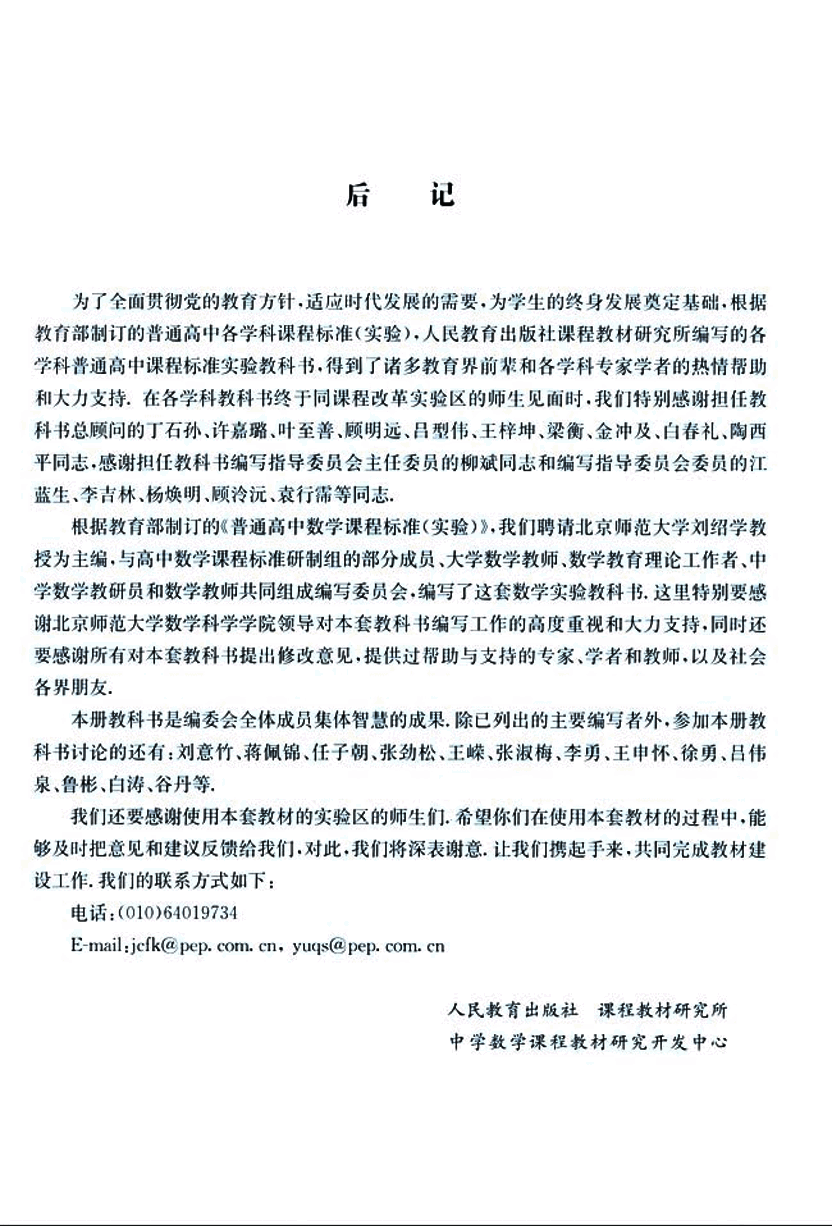 后 记
为了全面贯彻党的教育方针,适应时代发展的需要,为学生的终身发展奠定基础,根据
教育部制订的普通高中各学科课程标准(实验),人民教育出版社课程教材研究所编写的各
学科普通高中课程标准实验教科书,得到了诸多教育界前辈和各学科专家学者的热情帮助
和大力支持. 在各学科教科书终于同课程改革实验区的师生见面时,我们特别感谢担任教
科书总顾问的丁石孙、许嘉璐、叶至善、顾明远、吕型伟、王梓坤、梁衡、金冲及、白春礼、陶西
平同志,感谢担任教科书编写指导委员会主任委员的柳斌同志和编写指导委员会委员的江
蓝生、李吉林、杨焕明、顾泠沅、袁行霈等同志.
根据教育部制订的《普通高中数学课程标准(实验)》,我们聘请北京师范大学刘绍学教
授为主编,与高中数学课程标准研制组的部分成员、大学数学教师、数学教育理论工作者、中
学数学教研员和数学教师共同组成编写委员会,编写了这套数学实验教科书. 这里特别要感
谢北京师范大学数学科学学院领导对本套教科书编写工作的高度重视和大力支持,同时还
要感谢所有对本套教科书提出修改意见,提供过帮助与支持的专家、学者和教师,以及社会
各界朋友.
本册教科书是编委会全体成员集体智慧的成果. 除已列出的主要编写者外,参加本册教
科书讨论的还有:刘意竹、蒋佩锦、任子朝、张劲松、王嵘、张淑梅、李勇、王申怀、徐勇、吕伟
泉、鲁彬、白涛、谷丹等.
我们还要感谢使用本套教材的实验区的师生们. 希望你们在使用本套教材的过程中,能
够及时把意见和建议反馈给我们,对此,我们将深表谢意. 让我们携起手来,共同完成教材建
设工作. 我们的联系方式如下:
电话:(010)64019734
E-mail:jcfk@pep. com. cn, yuqs@pep. com. cn
人民教育出版社 课程教材研究所
中学数学课程教材研究开发中心